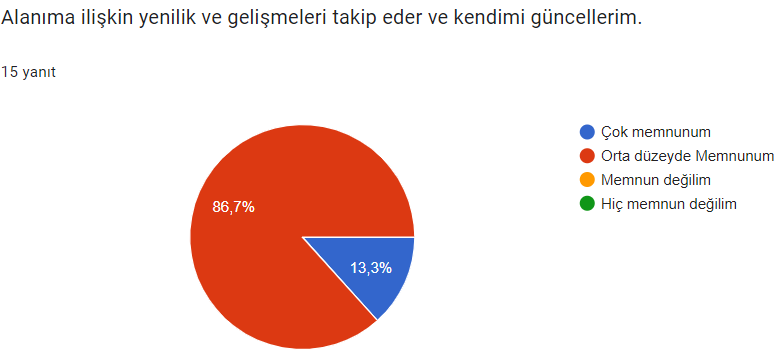 Alanıma ilişkin yenilik ve gelişmeleri takip eder ve kendimi güncellerim.
15 yanıt
Çok memnunum
Orta düzeyde Memnunum
Memnun değilim
Hiç memnun değilim
86,7%
13,3%